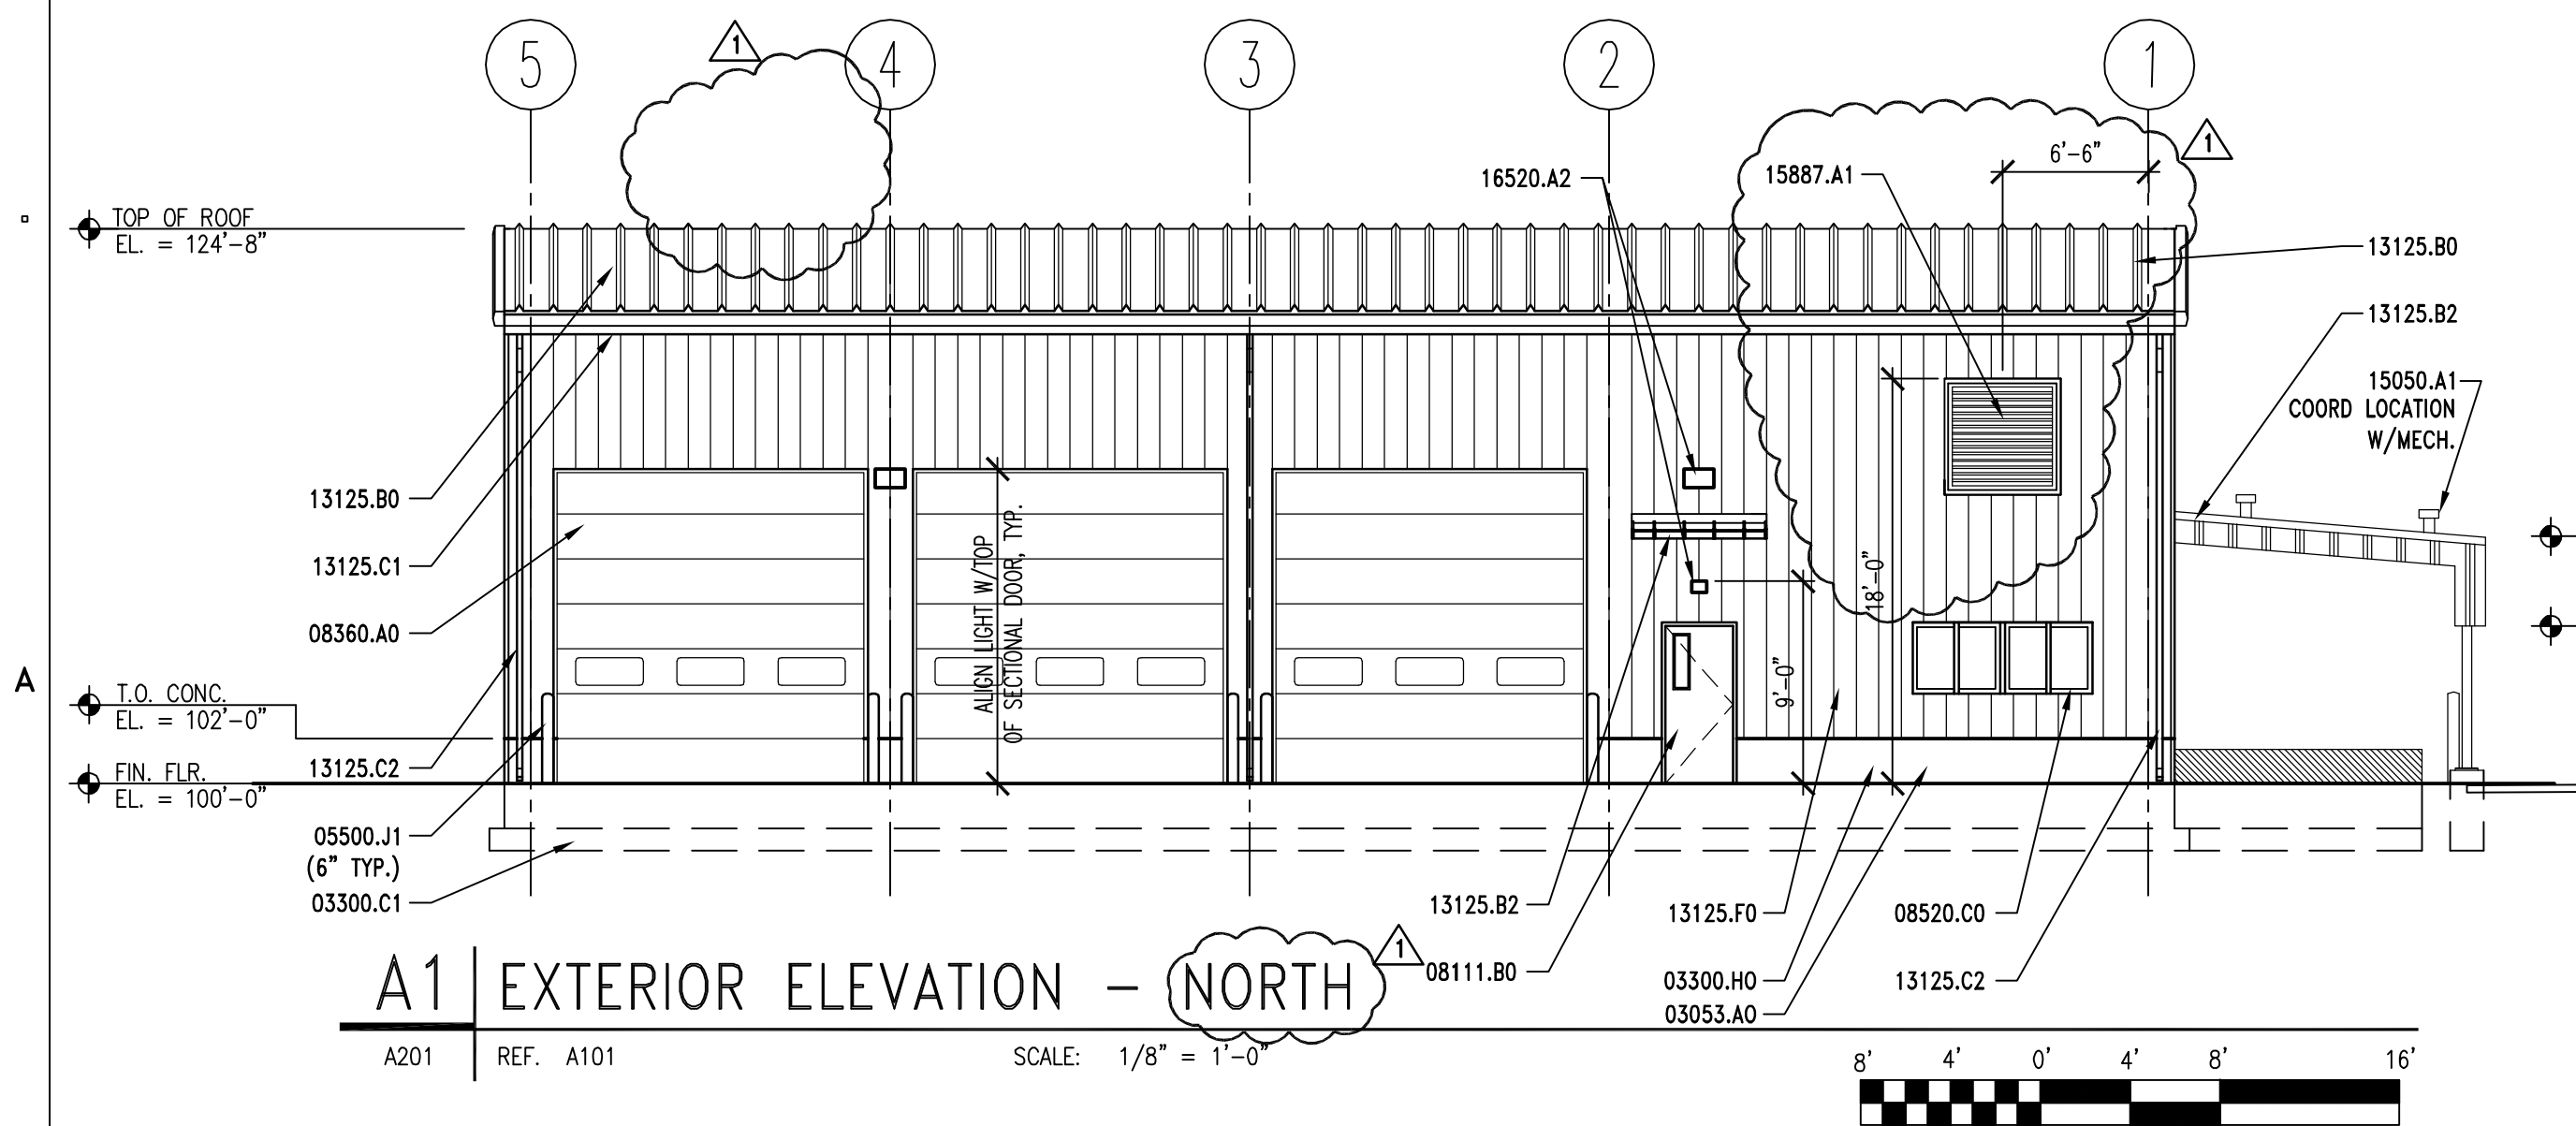 5
1
4
3
2
1
1
6'-6"
16520.A2
15887.A1
TOP OF ROOF
EL. = 124'-8"
13125.B0
13125.B2
15050.A1
COORD LOCATION
W/MECH.
13125.B0
13125.C1
08360.A0
ALIGN LIGHT W/TOP
OF SECTIONAL DOOR, TYP.
18'-0"
9'-0"
A
T.O. CONC.
EL. = 102'-0"
13125.C2
FIN. FLR.
EL. = 100'-0"
05500.J1
(6" TYP.)
03300.C1
13125.B2
08111.B0
13125.F0
03300.H0
03053.A0
08520.C0
13125.C2
A1
EXTERIOR ELEVATION - NORTH
1
A201
REF. A101
SCALE: 1/8" = 1'-0"
8' 4' 0' 4' 8' 16'